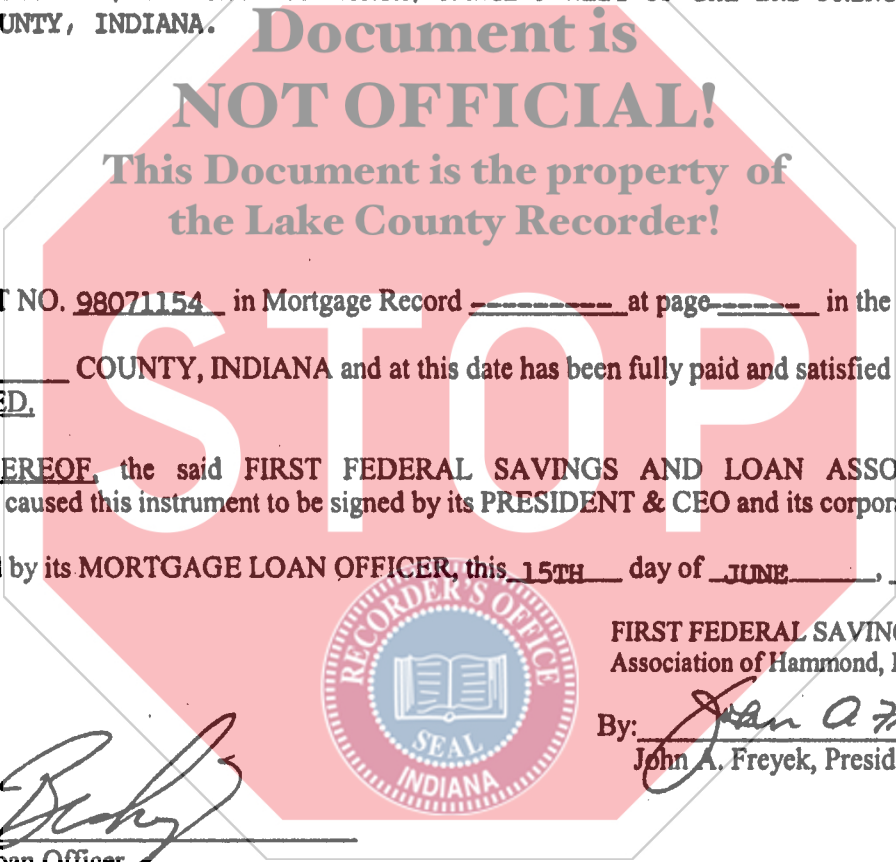 UNTY, INDIANA.
Document is
NOT OFFICIAL!
This Document is the property of
the Lake County Recorder!
T NO. 98071154 in Mortgage Record ---------- at page ------ in the
COUNTY, INDIANA and at this date has been fully paid and satisfied
ED.
EREOF, the said FIRST FEDERAL SAVINGS AND LOAN ASSO
caused this instrument to be signed by its PRESIDENT & CEO and its corpora
by its MORTGAGE LOAN OFFICER, this 15TH day of JUNE,
STOP
RECORDER'S OFFICE
SEAL
INDIANA
FIRST FEDERAL SAVING
Association of Hammond,
By: John A
John A. Freyek, Presid
oan Officer